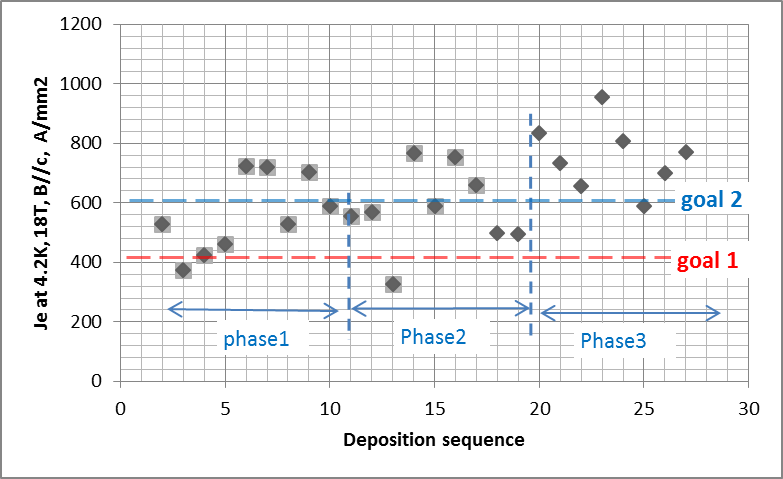 Je at 4.2K, 18T, B//c, A/mm2
1200
1000
800
600
400
200
0
goal 2
goal 1
phase1
Phase2
Phase3
0 5 10 15 20 25 30
Deposition sequence